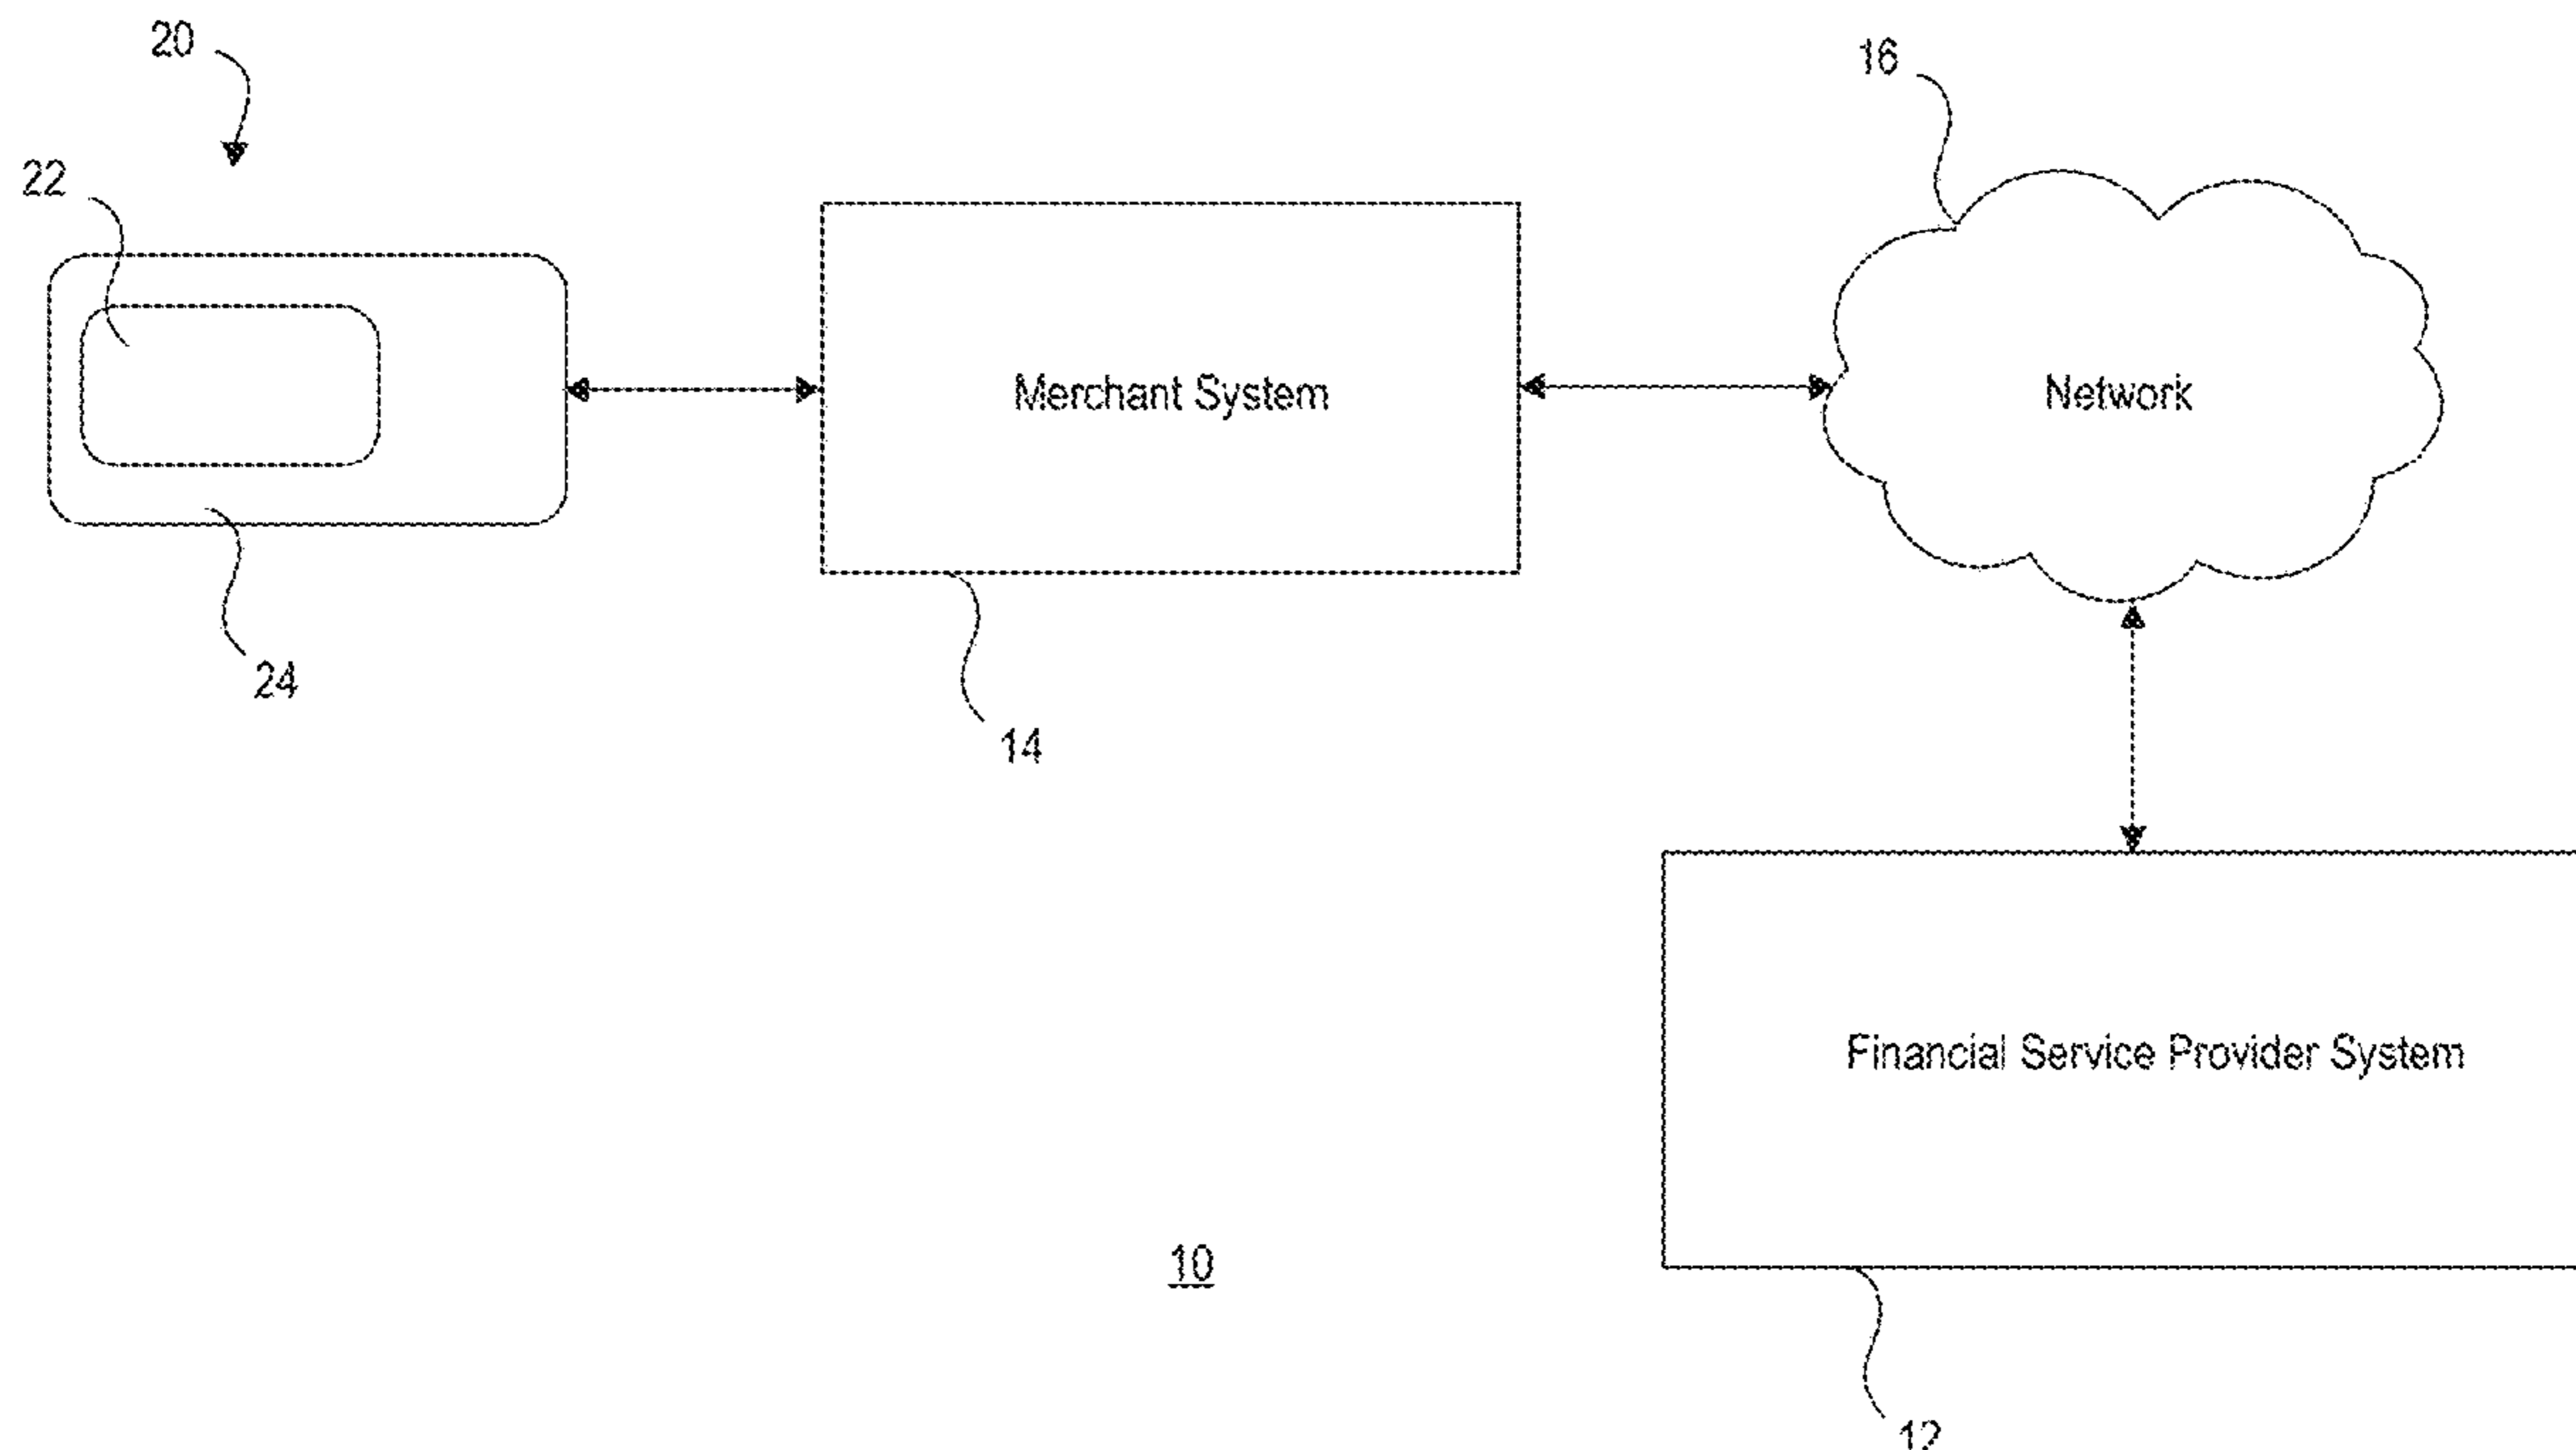 20
16
22
Merchant System
Network
24
14
Financial Service Provider System
10
12